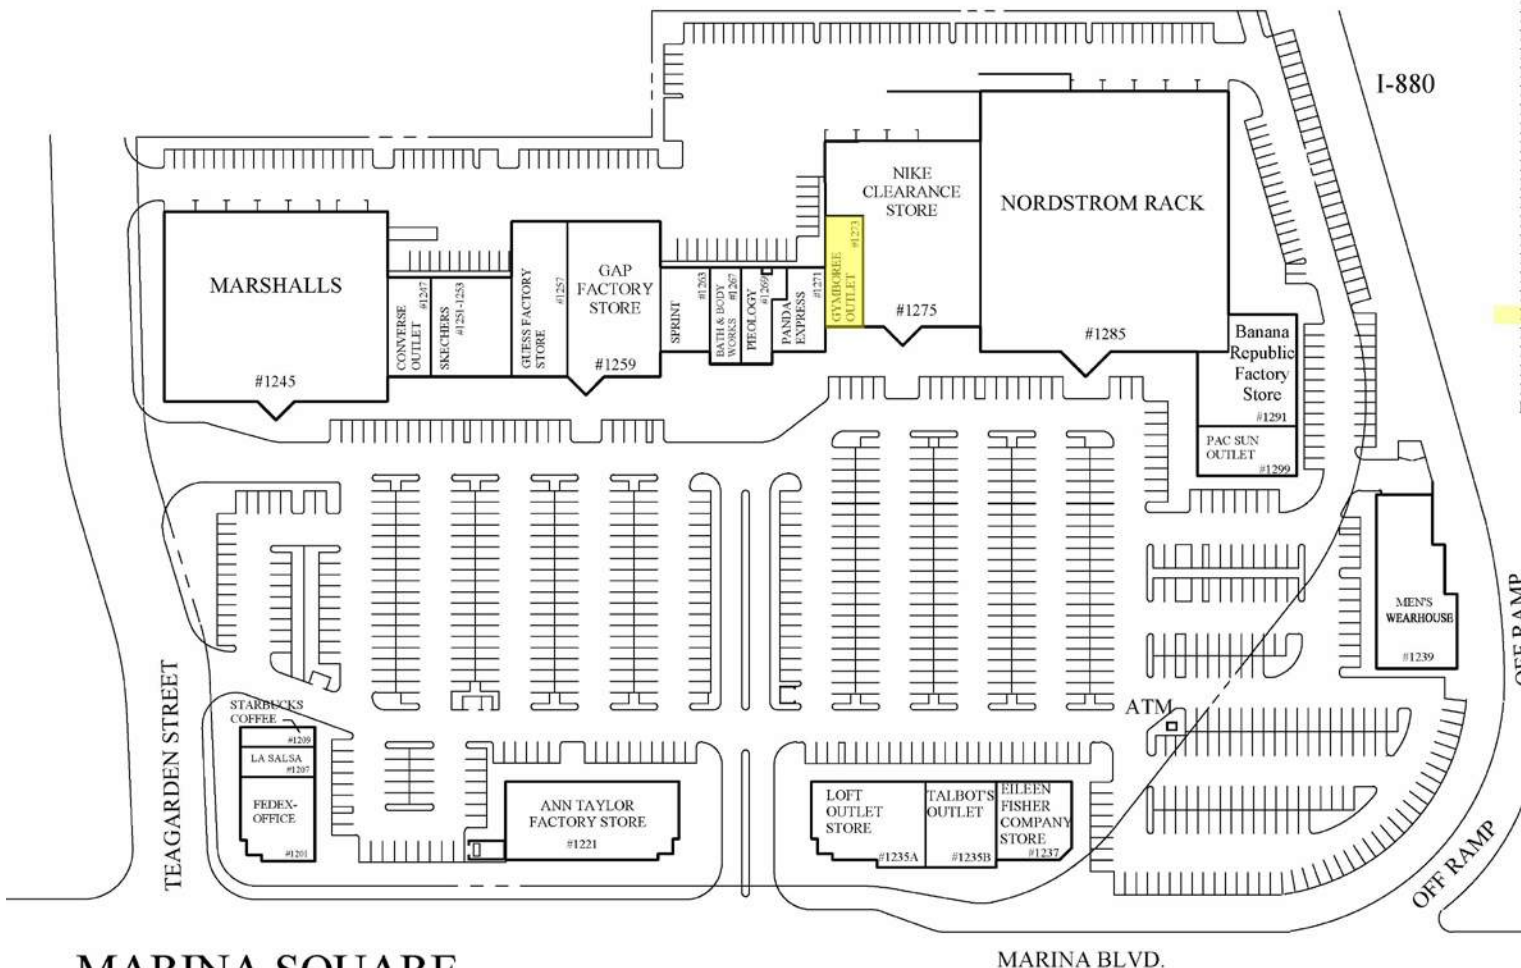 I-880
MARSHALLS
#1245
CONVERSE
OUTLET
#1247
SKECHERS
#1251-1253
GUESS FACTORY
STORE
#1257
GAP
FACTORY
STORE
#1259
SPRINT
#1263
BATH & BODY
WORKS
#1267
PIEOLOGY
#1269
PANDA
EXPRESS
#1271
GYMBOREE
OUTLET
#1273
NIKE
CLEARANCE
STORE
#1275
NORDSTROM RACK
#1285
Banana
Republic
Factory
Store
#1291
PAC SUN
OUTLET
#1299
MEN'S
WEARHOUSE
#1239
OFF RAMP
ATM
TEAGARDEN STREET
STARBUCKS
COFFEE
#1209
LA SALSA
#1207
FEDEX-
OFFICE
#1201
ANN TAYLOR
FACTORY STORE
#1221
LOFT
OUTLET
STORE
#1235A
TALBOT'S
OUTLET
#1235B
EILEEN
FISHER
COMPANY
STORE
#1237
OFF RAMP
MARINA SQUARE
MARINA BLVD.